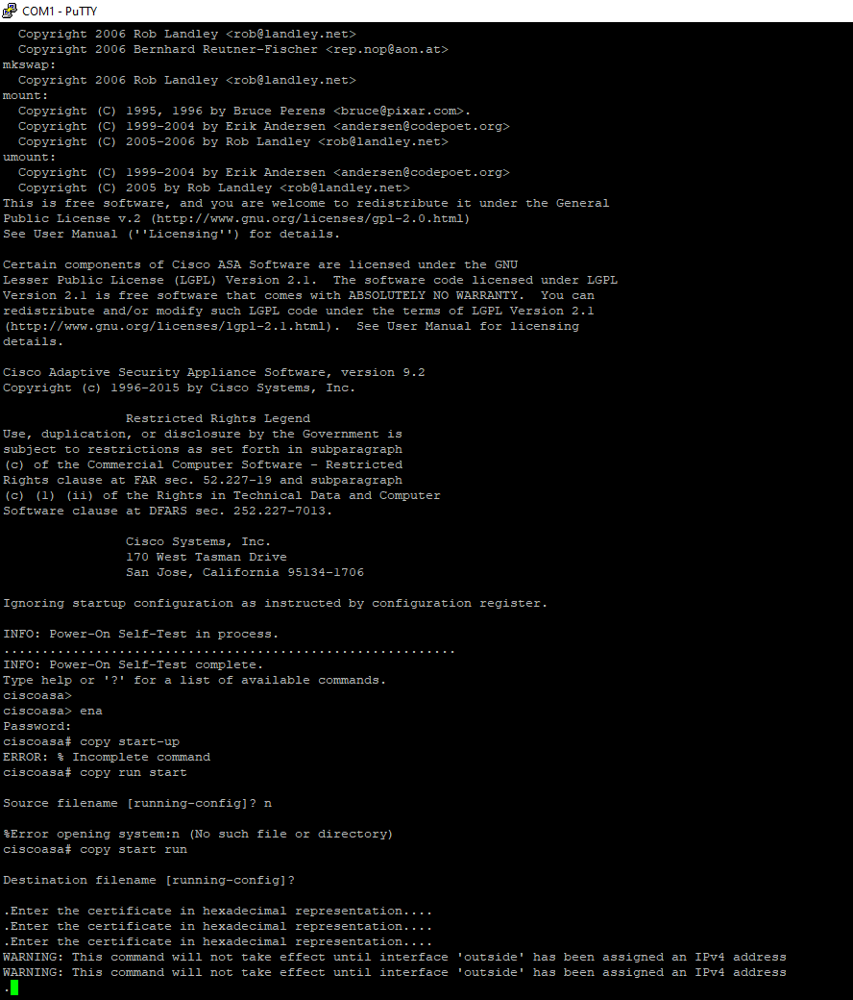 COM1 - PuTTY
Copyright 2006 Rob Landley <rob@landley.net>
Copyright 2006 Bernhard Reutner-Fischer <rep.nop@aon.at>
mkswap:
Copyright 2006 Rob Landley <rob@landley.net>
mount:
Copyright (C) 1995, 1996 by Bruce Perens <bruce@pixar.com>.
Copyright (C) 1999-2004 by Erik Andersen <andersen@codepoet.org>
Copyright (C) 2005-2006 by Rob Landley <rob@landley.net>
umount:
Copyright (C) 1999-2004 by Erik Andersen <andersen@codepoet.org>
Copyright (C) 2005 by Rob Landley <rob@landley.net>
This is free software, and you are welcome to redistribute it under the General
Public License v.2 (http://www.gnu.org/licenses/gpl-2.0.html)
See User Manual (''Licensing'') for details.
Certain components of Cisco ASA Software are licensed under the GNU
Lesser Public License (LGPL) Version 2.1.  The software code licensed under LGPL
Version 2.1 is free software that comes with ABSOLUTELY NO WARRANTY.  You can
redistribute and/or modify such LGPL code under the terms of LGPL Version 2.1
(http://www.gnu.org/licenses/lgpl-2.1.html).  See User Manual for licensing
details.
Cisco Adaptive Security Appliance Software, version 9.2
Copyright (c) 1996-2015 by Cisco Systems, Inc.
Restricted Rights Legend
Use, duplication, or disclosure by the Government is
subject to restrictions as set forth in subparagraph
(c) of the Commercial Computer Software - Restricted
Rights clause at FAR sec. 52.227-19 and subparagraph
(c) (1) (ii) of the Rights in Technical Data and Computer
Software clause at DFARS sec. 252.227-7013.
Cisco Systems, Inc.
170 West Tasman Drive
San Jose, California 95134-1706
Ignoring startup configuration as instructed by configuration register.
INFO: Power-On Self-Test in process.
...........................................................
INFO: Power-On Self-Test complete.
Type help or '?' for a list of available commands.
ciscoasa>
ciscoasa> ena
Password:
ciscoasa# copy start-up
ERROR: % Incomplete command
ciscoasa# copy run start
Source filename [running-config]? n
%Error opening system:n (No such file or directory)
ciscoasa# copy start run
Destination filename [running-config]?
.Enter the certificate in hexadecimal representation....
.Enter the certificate in hexadecimal representation....
.Enter the certificate in hexadecimal representation....
WARNING: This command will not take effect until interface 'outside' has been assigned an IPv4 address
WARNING: This command will not take effect until interface 'outside' has been assigned an IPv4 address
.